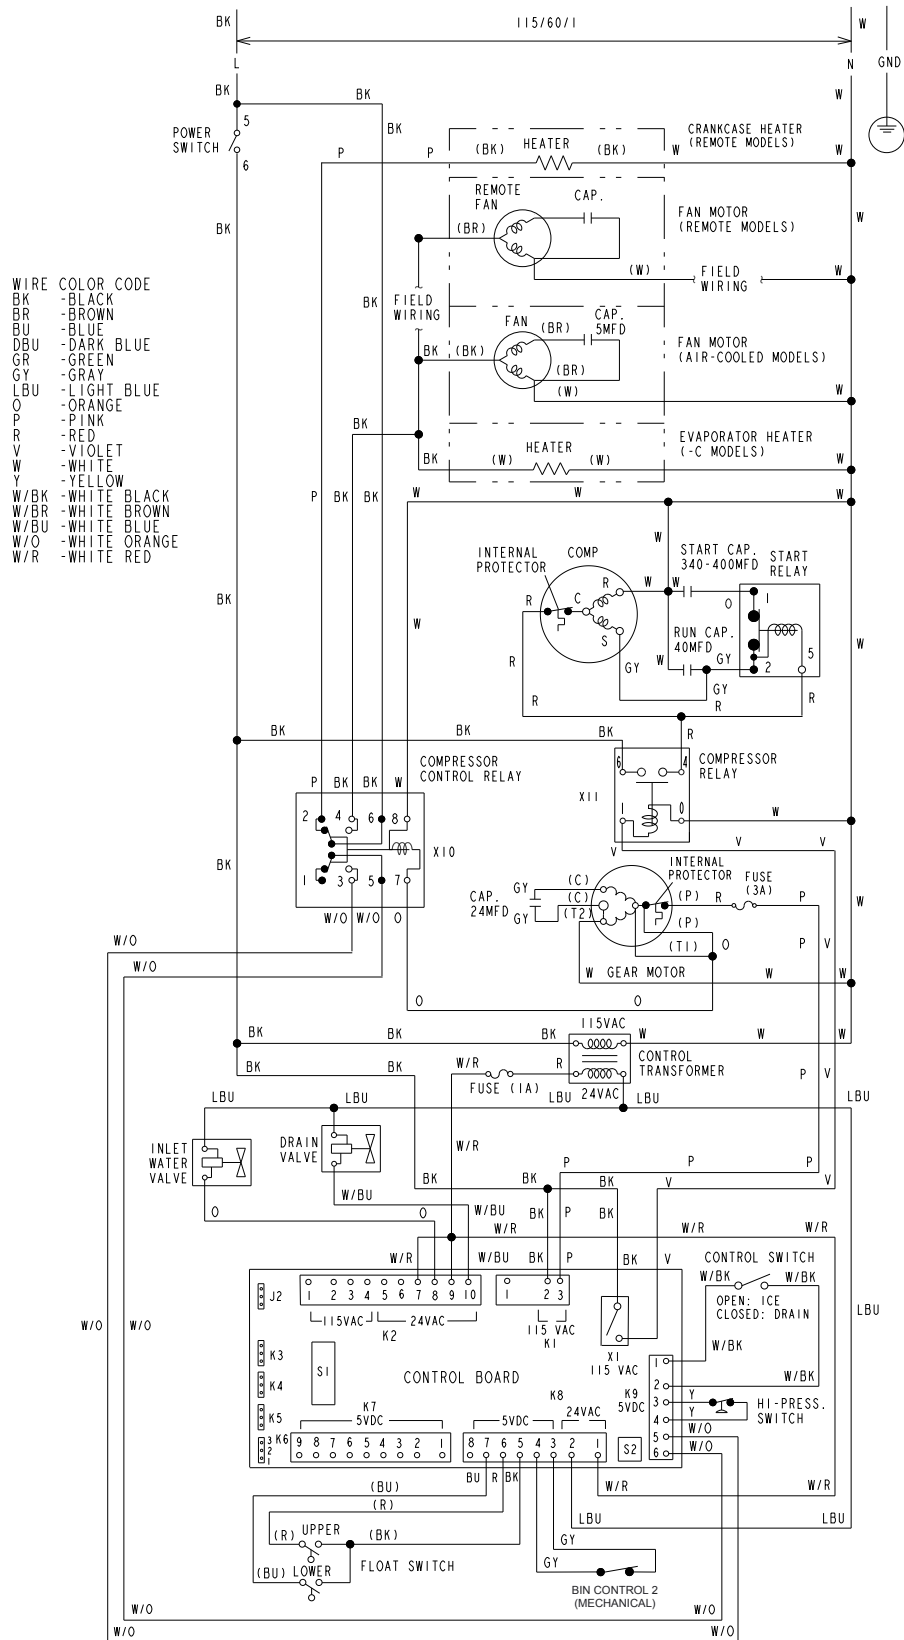 BK
115/60/1
W
L
N
GND
BK
BK
W
5
POWER
SWITCH
6
BK
P
P
(BK)
HEATER
(BK)
W
W
CRANKCASE HEATER
(REMOTE MODELS)
REMOTE
FAN
CAP.
FAN MOTOR
(REMOTE MODELS)
W
BK
(BR)
(W)
FIELD
WIRING
W
WIRE COLOR CODE
BK -BLACK
BR -BROWN
BU -BLUE
DBU -DARK BLUE
GR -GREEN
GY -GRAY
LBU -LIGHT BLUE
O -ORANGE
P -PINK
R -RED
V -VIOLET
W -WHITE
Y -YELLOW
W/BK -WHITE BLACK
W/BR -WHITE BROWN
W/BU -WHITE BLUE
W/O -WHITE ORANGE
W/R -WHITE RED
BK
FIELD
WIRING
FAN
(BR)
CAP.
5MFD
FAN MOTOR
(AIR-COOLED MODELS)
BK
(BK)
(BR)
(W)
W
BK
HEATER
EVAPORATOR HEATER
(-C MODELS)
BK
(W)
(W)
W
W
P
BK
BK
W
W
W
W
INTERNAL
PROTECTOR
COMP
START CAP.
340-400MFD
START
RELAY
R
W
W
O
1
BK
R
C
W
RUN CAP.
40MFD
S
GY
W
GY
2
5
W
R
GY
R
R
R
BK
BK
BK
R
COMPRESSOR
CONTROL RELAY
6
4
COMPRESSOR
RELAY
P
BK
BK
W
X11
2
4
6
8
1
0
W
X10
V
V
V
BK
1
3
5
7
INTERNAL
PROTECTOR
FUSE
(3A)
CAP.
24MFD
GY
(C)
(C)
(P)
R
P
GY
(T2)
W/O
W/O
O
(P)
W
W/O
(T1)
O
P
V
W/O
W
GEAR MOTOR
W
W
O
O
BK
BK
BK
115VAC
W
W
W
CONTROL
TRANSFORMER
BK
BK
W/R
R
FUSE (1A)
24VAC
P
V
LBU
LBU
LBU
LBU
LBU
INLET
WATER
VALVE
DRAIN
VALVE
W/R
P
P
P
W/BU
BK
BK
BK
V
V
O
W/BU
BK
P
BK
W/R
W/R
W/R
W/R
W/BU
BK
P
BK
V
CONTROL SWITCH
W/BK
W/BK
J2
1 2 3 4 5 6 7 8 9 10
1 2 3
OPEN: ICE
CLOSED: DRAIN
LBU
115VAC
24VAC
K2
115 VAC
K1
W/O
W/O
X1
115 VAC
W/BK
K3
S1
CONTROL BOARD
1
W/BK
K4
K9
5VDC
2
3
Y
HI-PRESS.
SWITCH
K5
K7
5VDC
K8
5VDC
24VAC
4
Y
5
W/O
K6
3
2
1
9 8 7 6 5 4 3 2 1
8 7 6 5 4 3 2 1
S2
6
W/O
BU
R
BK
W/R
(BU)
(R)
LBU
LBU
(R)
UPPER
(BK)
GY
(BU)
LOWER
FLOAT SWITCH
GY
BIN CONTROL 2
(MECHANICAL)
W/O
W/O
W/O
W/O